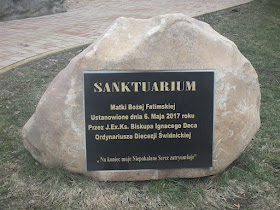 SANKTUARIUM
Matki Bożej Fatimskiej
Ustanowione dnia 6. Maja 2017 roku
Przez J.Ex.Ks. Biskupa Ignacego Deca
Ordynariusza Diecezji Świdnickiej
„Na koniec moje Niepokalane Serce zatryumfuje!"